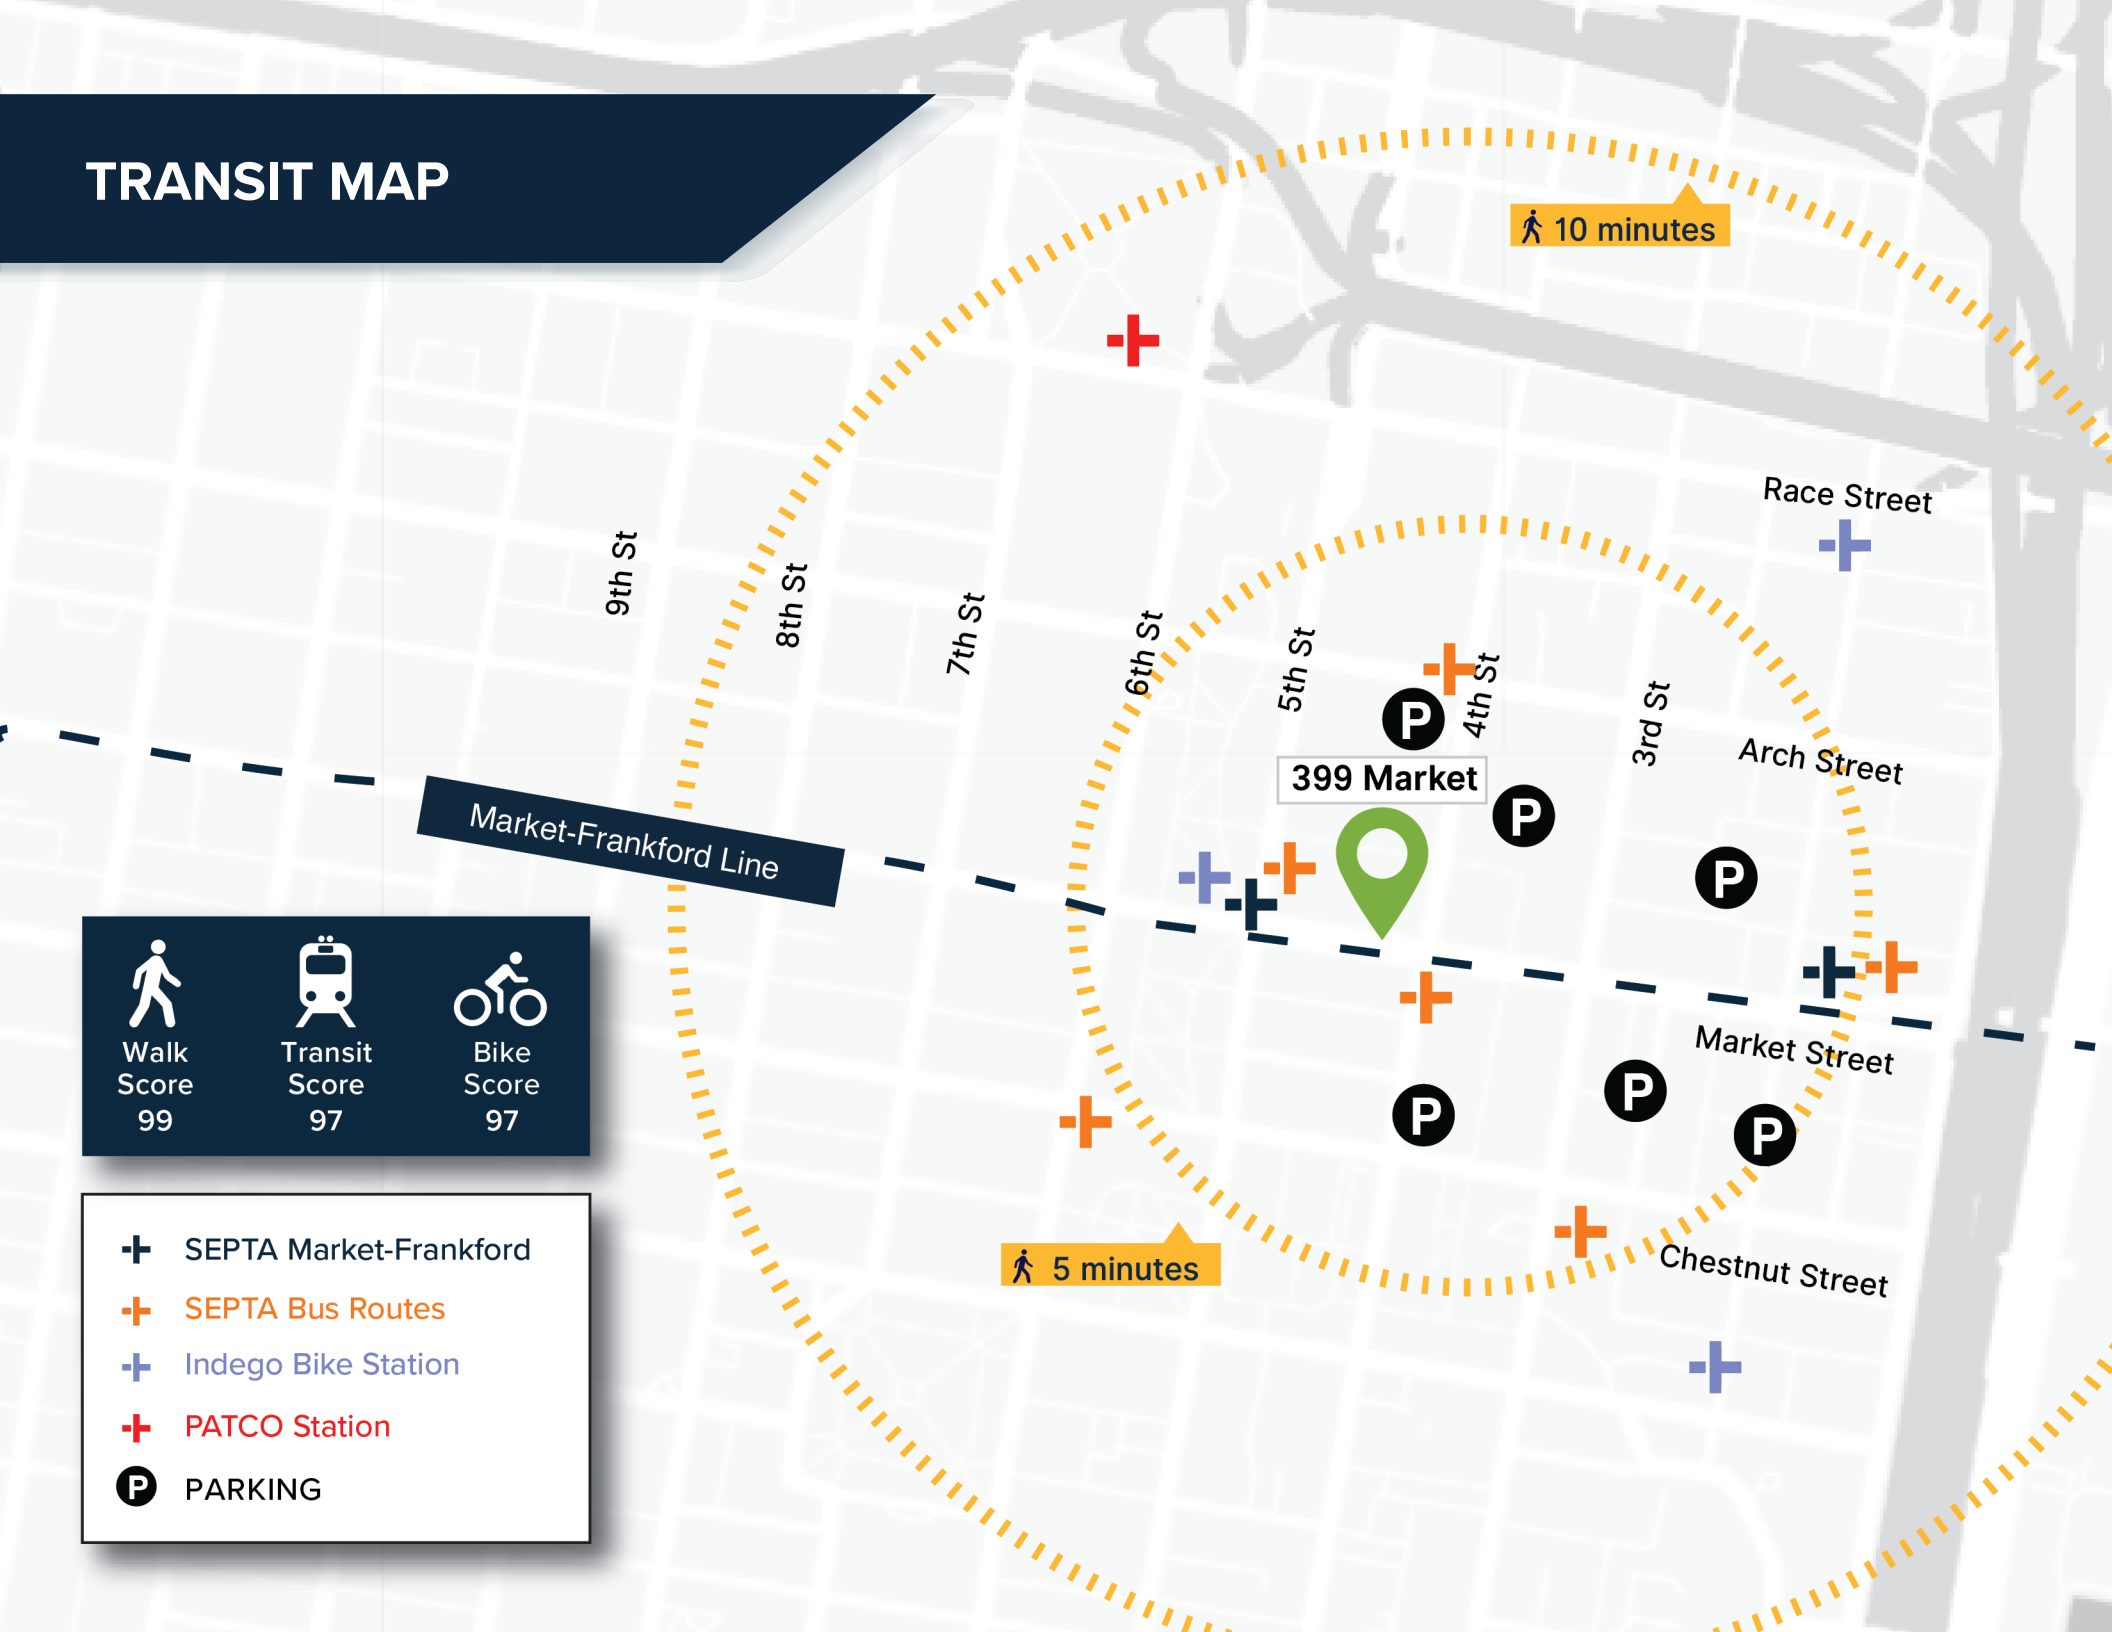 TRANSIT MAP
10 minutes
Race Street
9th St
8th St
7th St
6th St
5th St
4th St
3rd St
Arch Street
P
399 Market
P
Market-Frankford Line
P
Market Street
P
P
P
5 minutes
Chestnut Street
Walk
Score
99
Transit
Score
97
Bike
Score
97
SEPTA Market-Frankford
SEPTA Bus Routes
Indego Bike Station
PATCO Station
P PARKING